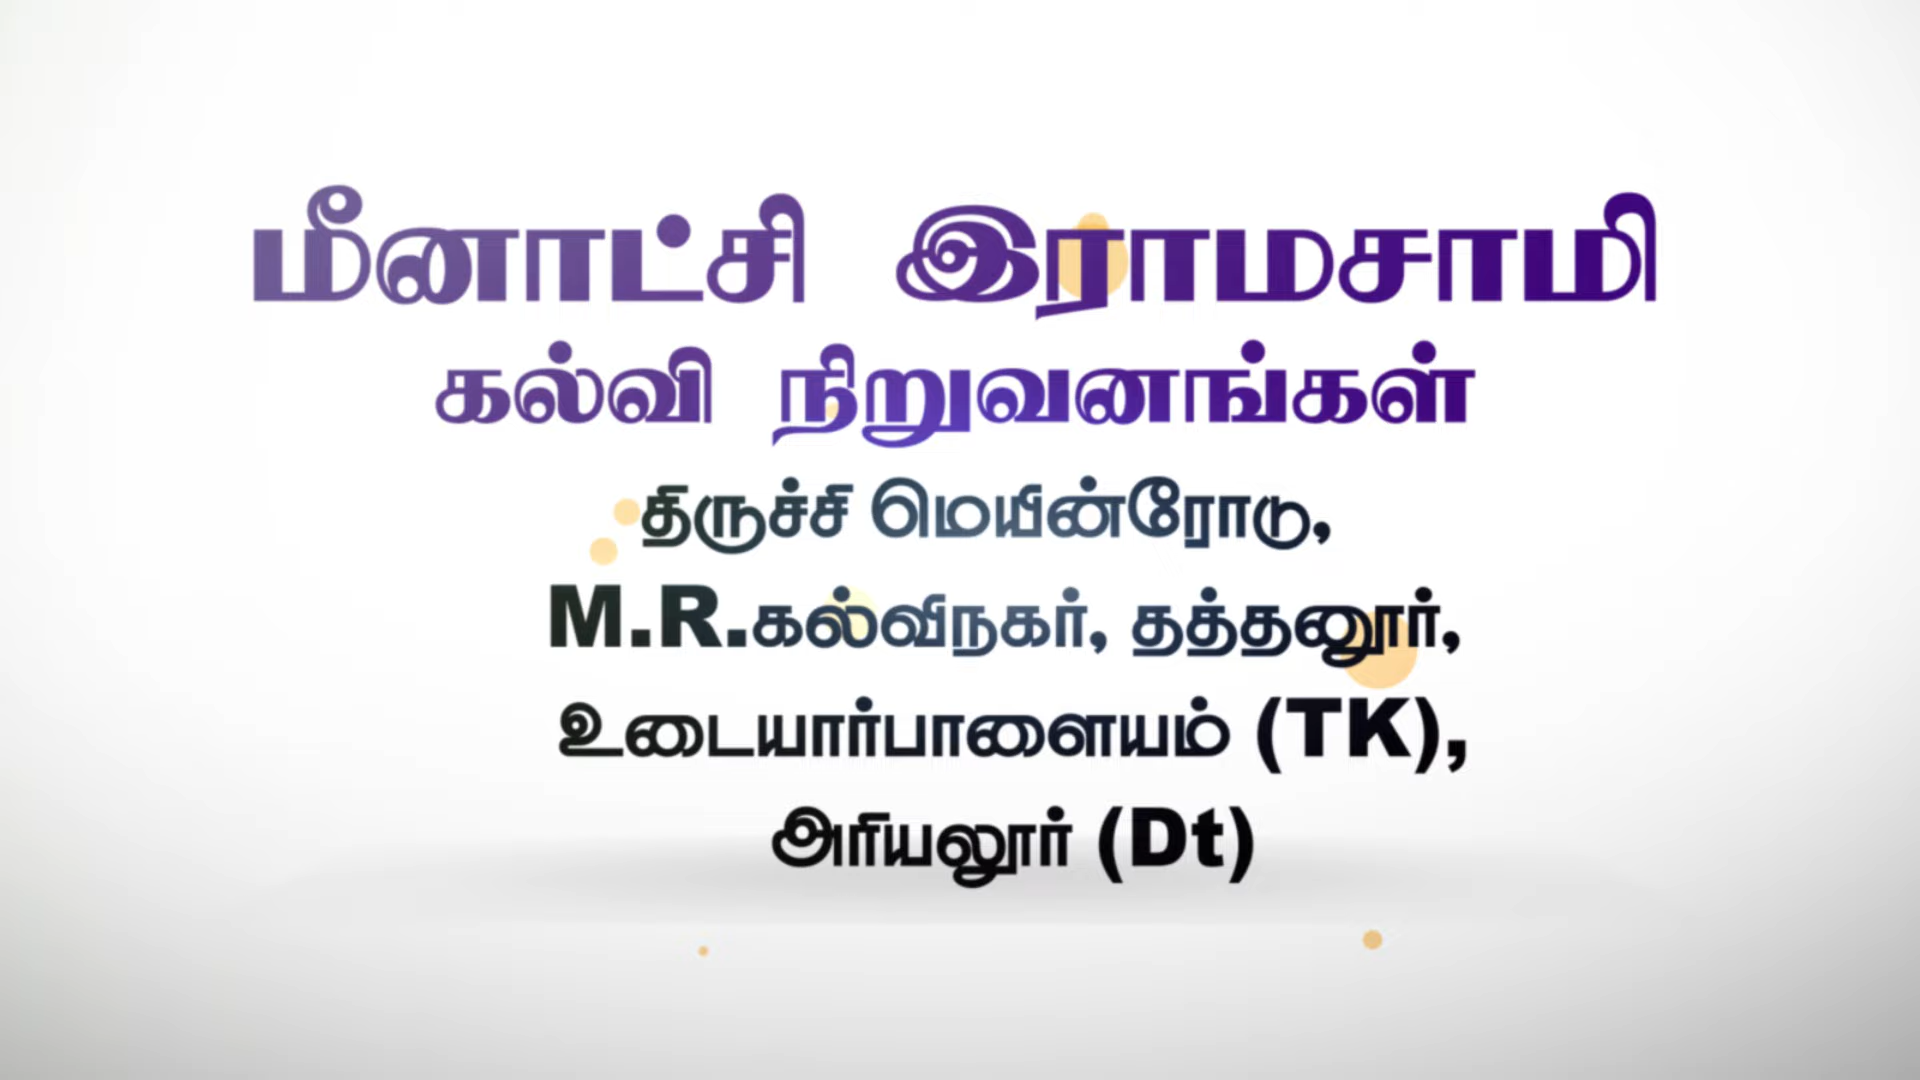 மீனாட்சி இராமசாமி
கல்வி நிறுவனங்கள்
திருச்சி மெயின்ரோடு,
M.R.கல்விநகர், தத்தனூர்,
உடையார்பாளையம் (TK),
அரியலூர் (Dt)